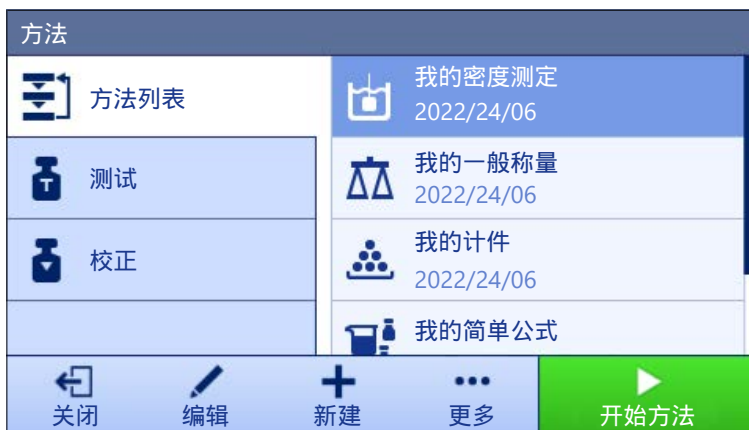 方法
方法列表
测试
校正
我的密度测定
2022/24/06
我的一般称量
2022/24/06
我的计件
2022/24/06
我的简单公式
关闭
编辑
新建
更多
开始方法